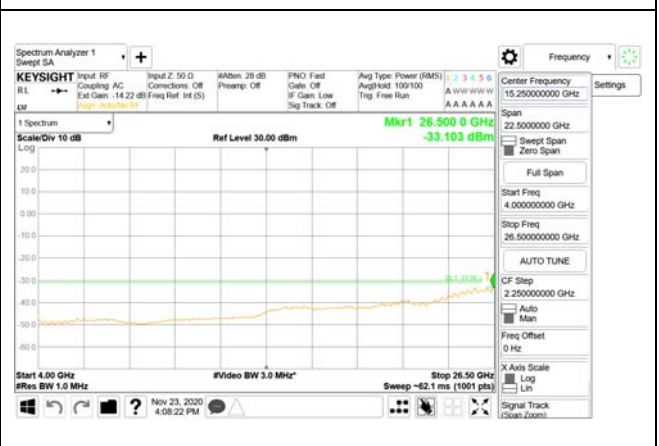 Spectrum Analyzer 1
Swept SA
Frequency
Settings
KEYSIGHT
RL
Input: RF
Coupling: AC
Ext Gain: -14.22 dB
Align: Auto/No RF
Input Z: 50 Ω
Corrections: Off
Freq Ref: Int (S)
#Atten: 28 dB
Preamp: Off
PNO: Fast
Gate: Off
IF Gain: Low
Sig Track: Off
Avg Type: Power (RMS)
Avg|Hold: 100/100
Trig: Free Run
1 2 3 4 5 6
A W W W W W
A A A A A A
1 Spectrum
Scale/Div 10 dB
Log
Ref Level 30.00 dBm
Mkr1 26.500 0 GHz
-33.103 dBm
20.0
10.0
0.00
-10.0
-20.0
-30.0
-40.0
-50.0
-60.0
1
Start 4.00 GHz
#Res BW 1.0 MHz
#Video BW 3.0 MHz*
Stop 26.50 GHz
Sweep ~62.1 ms (1001 pts)
Nov 23, 2020
4:08:22 PM
Center Frequency
15.250000000 GHz
Span
22.5000000 GHz
Swept Span
Zero Span
Full Span
Start Freq
4.000000000 GHz
Stop Freq
26.500000000 GHz
AUTO TUNE
CF Step
2.250000000 GHz
Auto
Man
Freq Offset
0 Hz
X Axis Scale
Log
Lin
Signal Track
(Span Zoom)